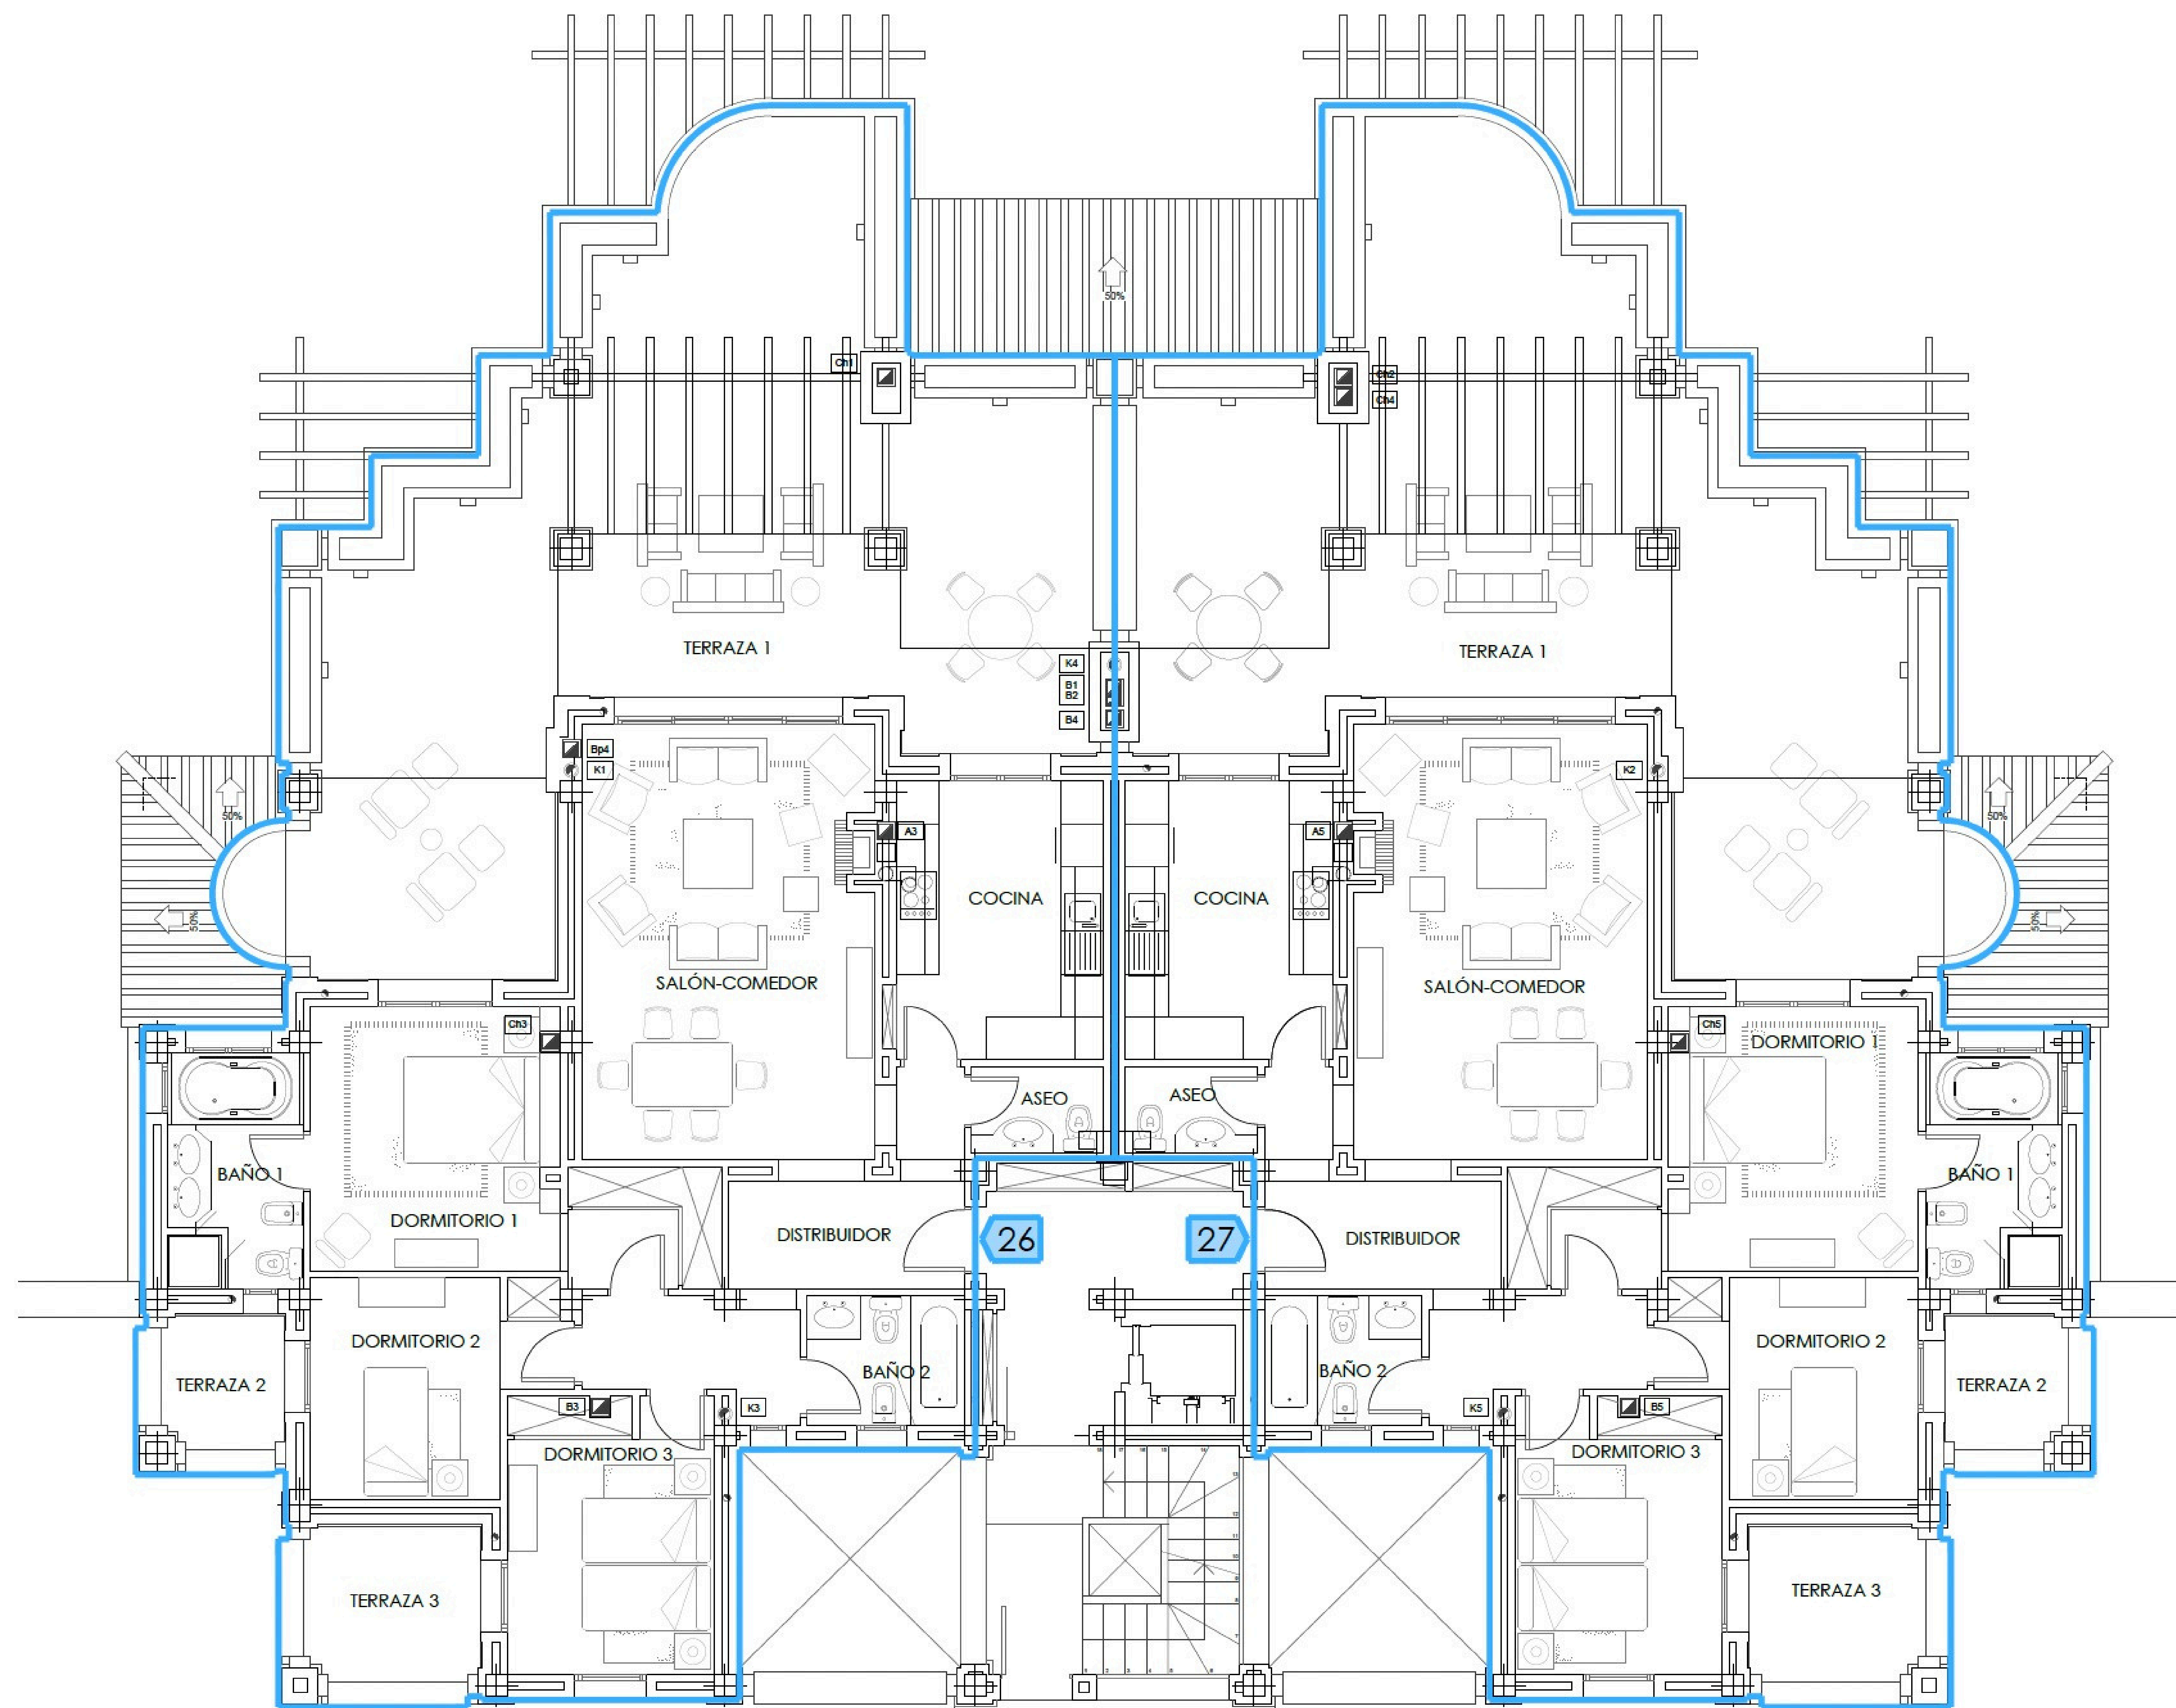 50%
Ch1
Ch2
Ch4
TERRAZA 1
TERRAZA 1
K4
B1
B2
B4
Bp4
K1
K2
50%
50%
A3
A5
COCINA
COCINA
50%
50%
SALÓN-COMEDOR
SALÓN-COMEDOR
Ch3
Ch5
DORMITORIO 1
ASEO
ASEO
BAÑO 1
BAÑO 1
DORMITORIO 1
DISTRIBUIDOR
26
27
DISTRIBUIDOR
DORMITORIO 2
DORMITORIO 2
BAÑO 2
BAÑO 2
TERRAZA 2
TERRAZA 2
B3
K3
K5
B5
DORMITORIO 3
DORMITORIO 3
TERRAZA 3
TERRAZA 3